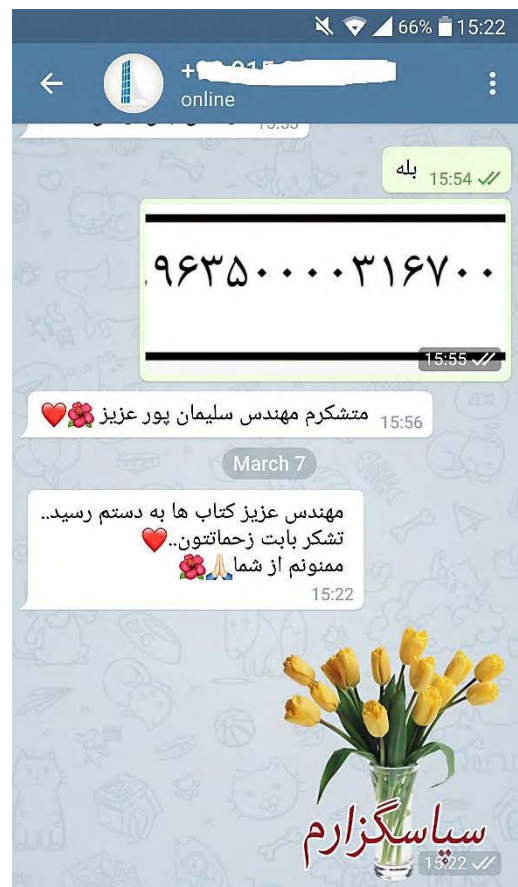 66% 15:22
online
بله
15:54
۹۶۳۵۰۰۰۰۳۱۶۷۰۰
15:55
متشکرم مهندس سلیمان پور عزیز
15:56
March 7
مهندس عزیز کتاب ها به دستم رسید..
تشکر بابت زحماتتون..
ممنونم از شما
15:22
سپاسگزارم
15:22